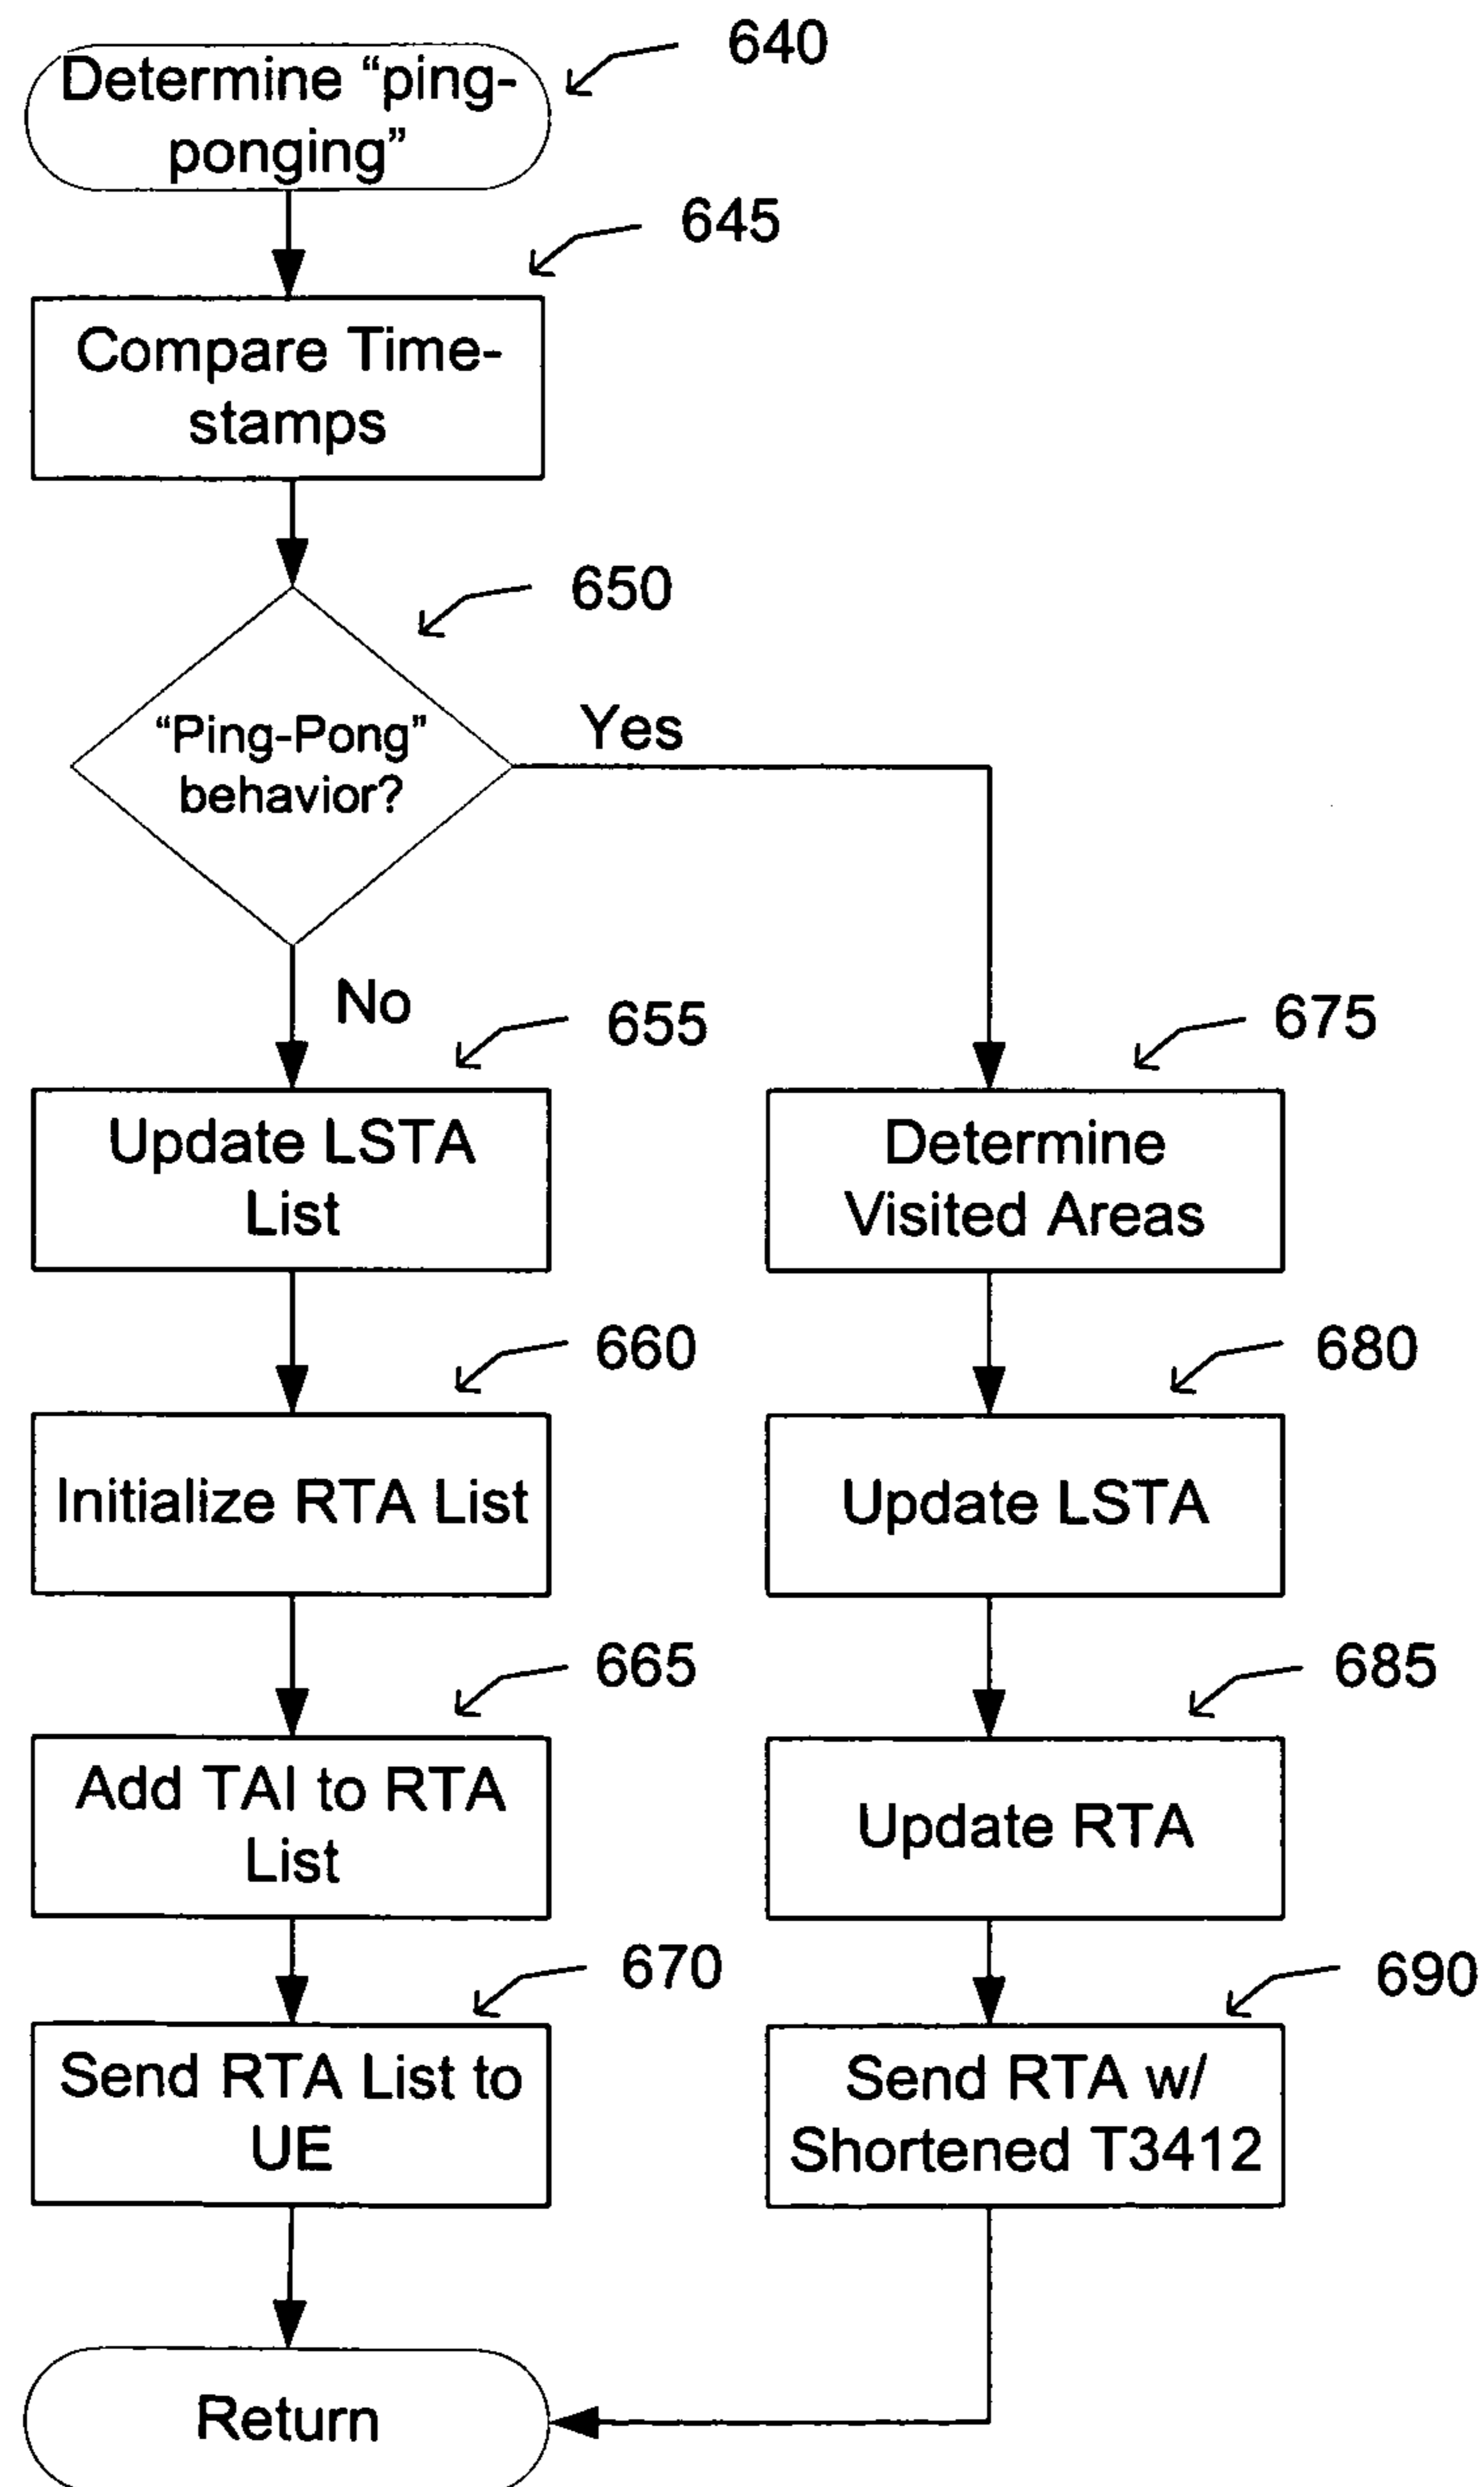 640
Determine “ping-
ponging”
645
Compare Time-
stamps
650
“Ping-Pong”
behavior?
Yes
No
655
Update LSTA
List
675
Determine
Visited Areas
660
Initialize RTA List
680
Update LSTA
665
Add TAI to RTA
List
685
Update RTA
670
Send RTA List to
UE
690
Send RTA w/
Shortened T3412
Return